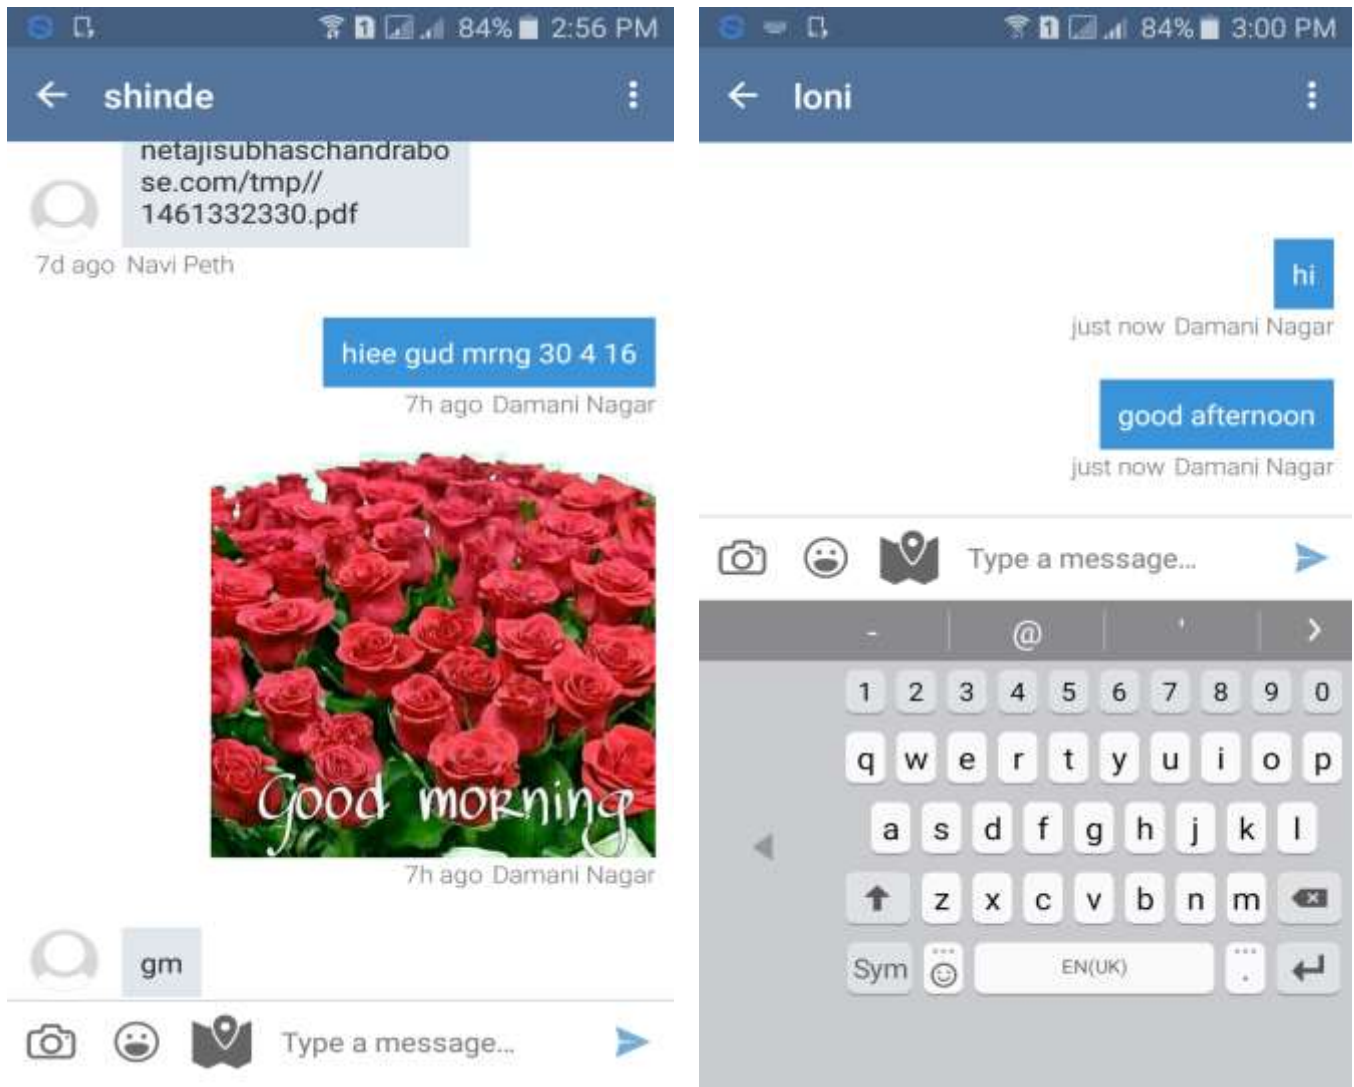 84% 2:56 PM
shinde
netajisubhaschandrabo
se.com/tmp//
1461332330.pdf
7d ago Navi Peth
hiee gud mrng 30 4 16
7h ago Damani Nagar
Good morning
7h ago Damani Nagar
gm
Type a message...
1 84% 3:00 PM
loni
hi
just now Damani Nagar
good afternoon
just now Damani Nagar
Type a message...
- @ '
1 2 3 4 5 6 7 8 9 0
q w e r t y u i o p
a s d f g h j k l
z x c v b n m
Sym EN(UK) .